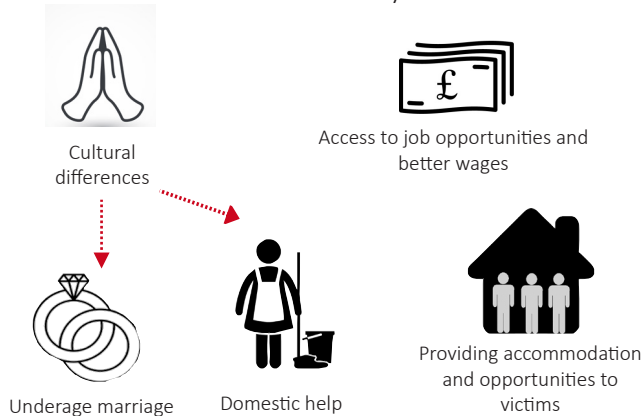 £
Cultural
differences
Access to job opportunities and
better wages
Underage marriage
Domestic help
Providing accommodation
and opportunities to
victims